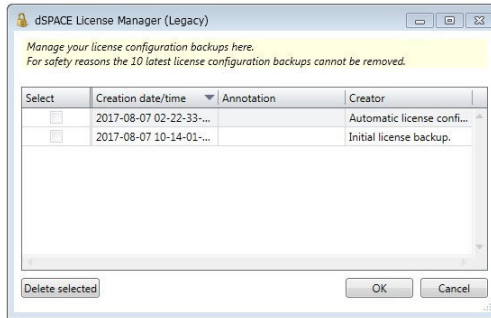 dSPACE License Manager (Legacy)
Manage your license configuration backups here.
For safety reasons the 10 latest license configuration backups cannot be removed.
Select Creation date/time Annotation Creator
2017-08-07 02-22-33-... Automatic license confi...
2017-08-07 10-14-01-... Initial license backup.
Delete selected OK Cancel